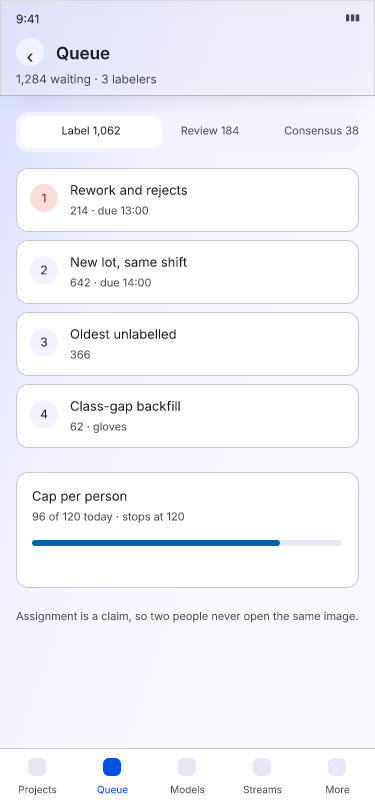 9:41
‹ Queue
1,284 waiting · 3 labelers
Label 1,062 Review 184 Consensus 38
1 Rework and rejects
214 · due 13:00
2 New lot, same shift
642 · due 14:00
3 Oldest unlabelled
366
4 Class-gap backfill
62 · gloves
Cap per person
96 of 120 today · stops at 120
Assignment is a claim, so two people never open the same image.
Projects Queue Models Streams More